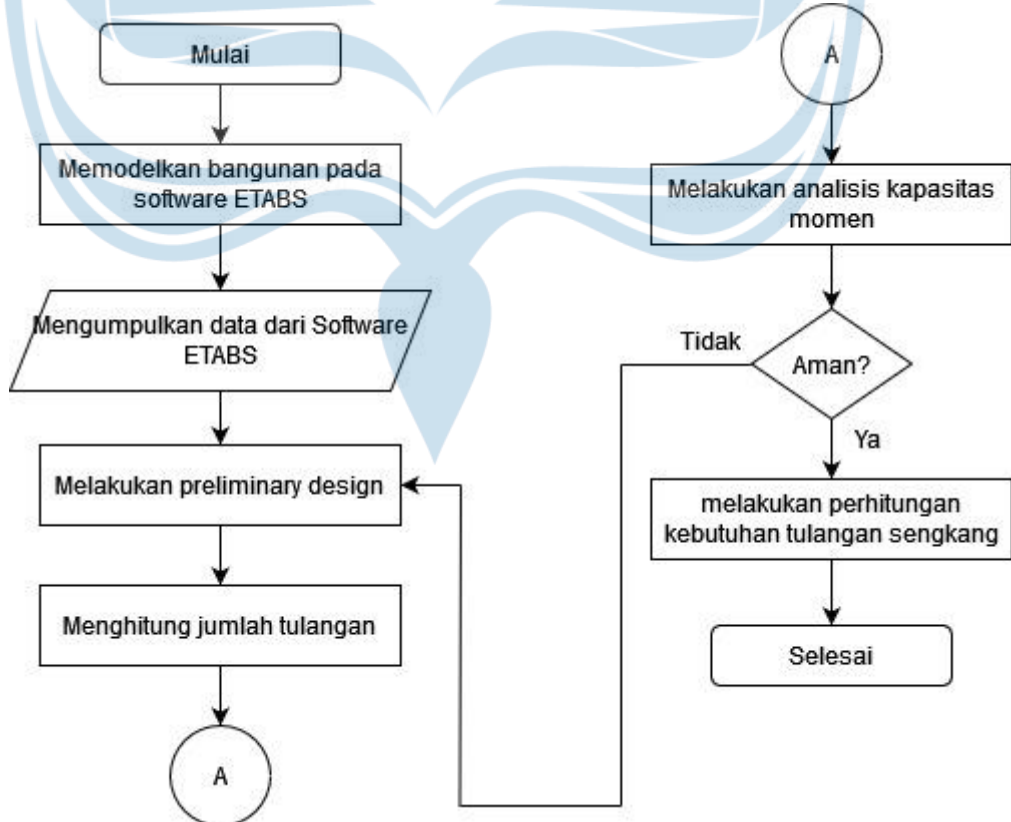 Mulai
Memodelkan bangunan pada
software ETABS
Mengumpulkan data dari Software
ETABS
Melakukan preliminary design
Menghitung jumlah tulangan
A
A
Melakukan analisis kapasitas
momen
Tidak
Aman?
Ya
melakukan perhitungan
kebutuhan tulangan sengkang
Selesai